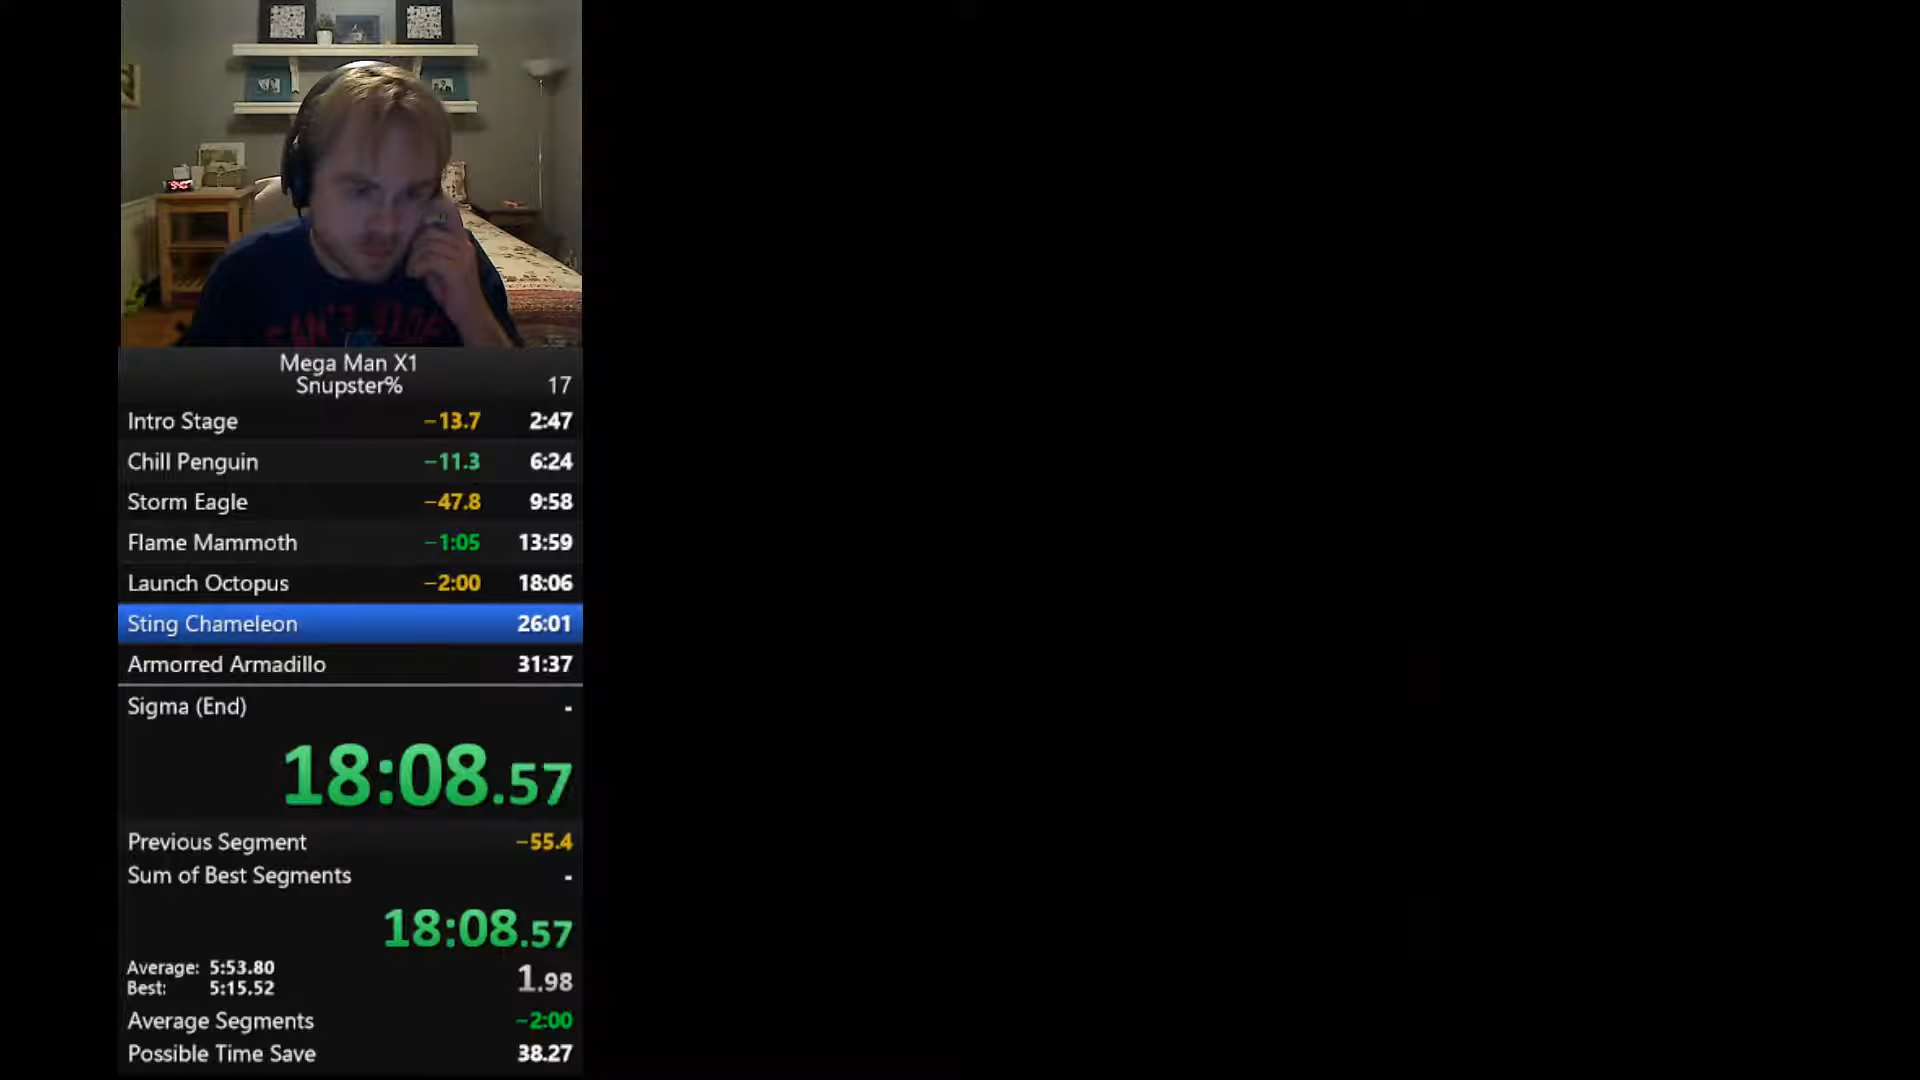 Mega Man X1
Snupster% 17
Intro Stage −13.7 2:47
Chill Penguin −11.3 6:24
Storm Eagle −47.8 9:58
Flame Mammoth −1:05 13:59
Launch Octopus −2:00 18:06
Sting Chameleon 26:01
Armorred Armadillo 31:37
Sigma (End) -
18:08.57
Previous Segment −55.4
Sum of Best Segments -
18:08.57
Average: 5:53.80
Best: 5:15.52
1.98
Average Segments −2:00
Possible Time Save 38.27